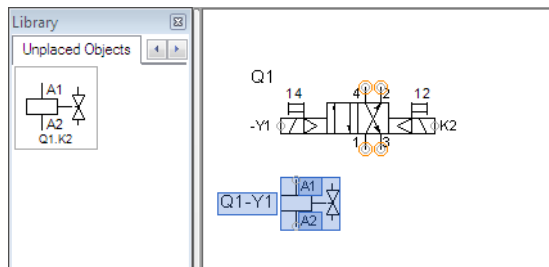 Library
Unplaced Objects
A1
A2
Q1.K2
Q1
14
4
2
12
-Y1
K2
1
3
Q1-Y1
A1
A2